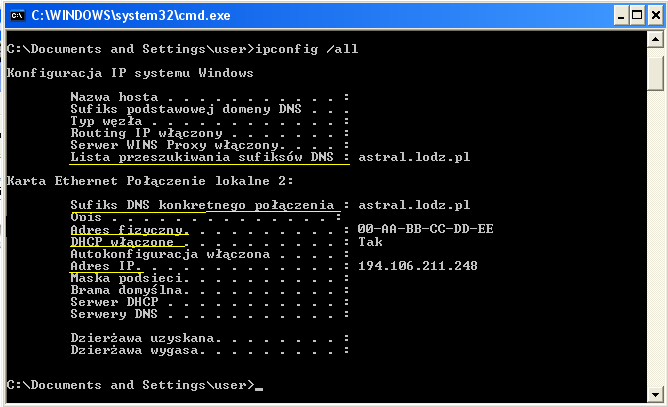 C:\WINDOWS\system32\cmd.exe
C:\Documents and Settings\user>ipconfig /all
Konfiguracja IP systemu Windows
Nazwa hosta . . . . . . . . . . . :
Sufiks podstawowej domeny DNS . . .
Typ węzła . . . . . . . . . . . . :
Routing IP włączony . . . . . . . :
Serwer WINS Proxy włączony. . . . :
Lista przeszukiwania sufiksów DNS : astral.lodz.pl
Karta Ethernet Połączenie lokalne 2:
Sufiks DNS konkretnego połączenia : astral.lodz.pl
Opis . . . . . . . . . . . . . . :
Adres fizyczny. . . . . . . . . . : 00-AA-BB-CC-DD-EE
DHCP włączone . . . . . . . . . . : Tak
Autokonfiguracja włączona . . . . :
Adres IP. . . . . . . . . . . . . : 194.106.211.248
Maska podsieci. . . . . . . . . . :
Brama domyślna. . . . . . . . . . :
Serwer DHCP . . . . . . . . . . . :
Serwery DNS . . . . . . . . . . . :
Dzierżawa uzyskana. . . . . . . . :
Dzierżawa wygasa. . . . . . . . . :
C:\Documents and Settings\user>_